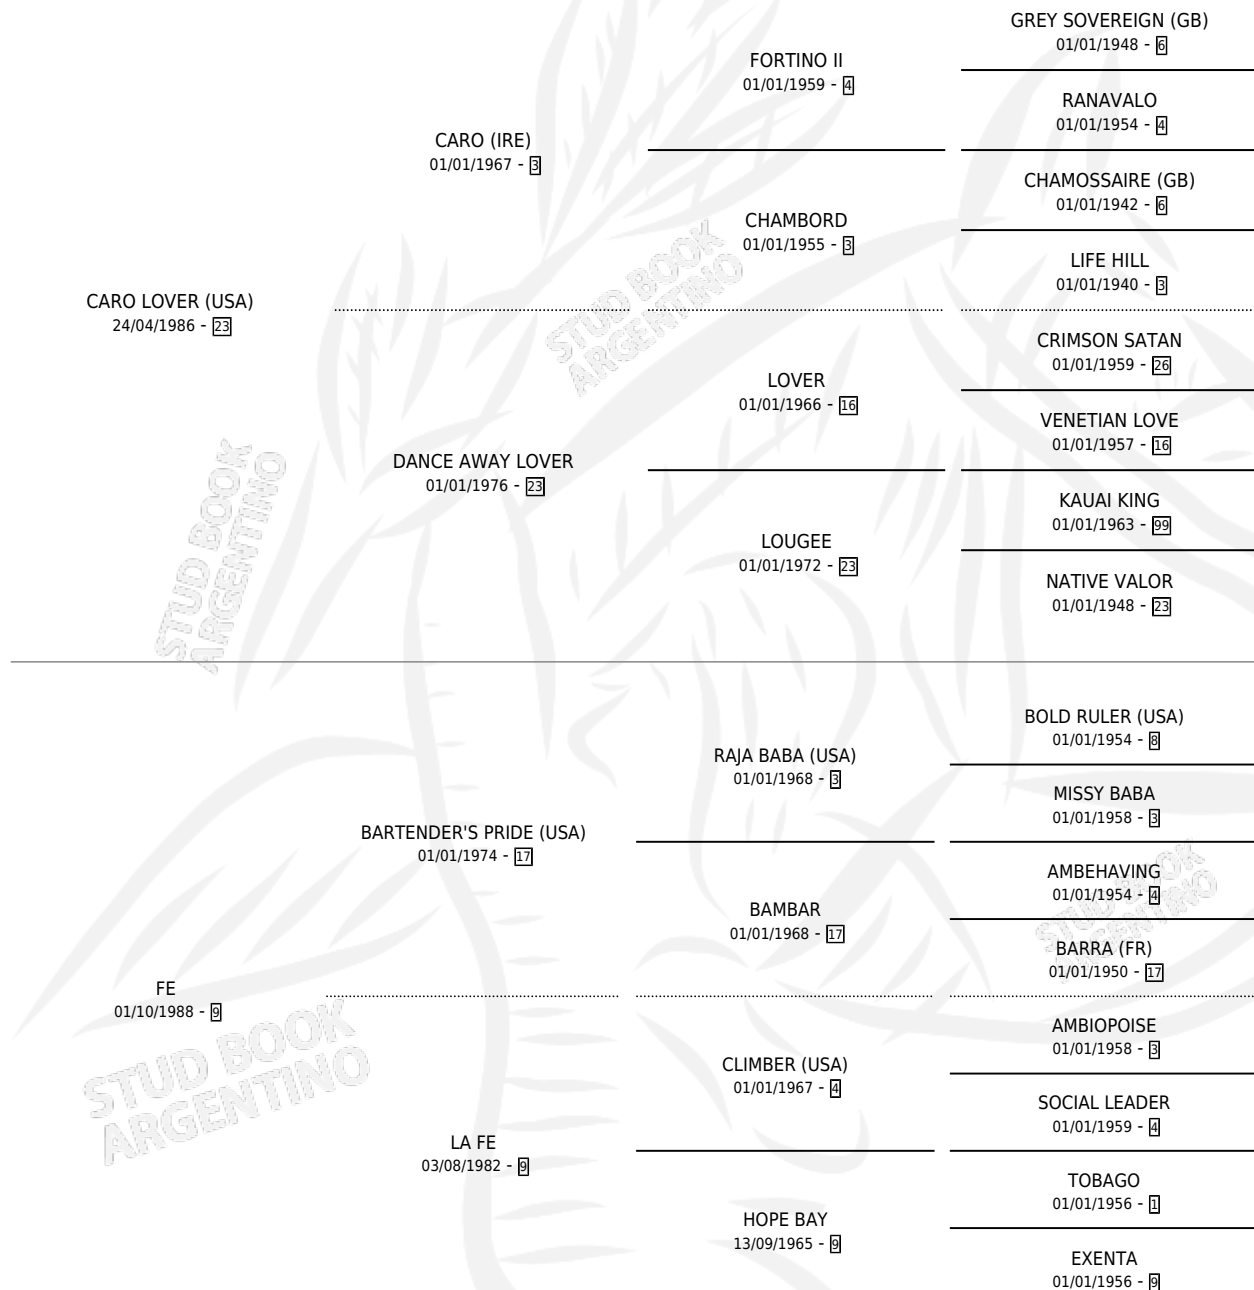 GREY SOVEREIGN (GB)
01/01/1948 - 6
FORTINO II
01/01/1959 - 4
RANAVALO
01/01/1954 - 4
CARO (IRE)
01/01/1967 - 3
CHAMOSSAIRE (GB)
01/01/1942 - 6
CHAMBORD
01/01/1955 - 3
LIFE HILL
01/01/1940 - 3
CARO LOVER (USA)
24/04/1986 - 23
STUD BOOK
ARGENTINO
CRIMSON SATAN
01/01/1959 - 26
LOVER
01/01/1966 - 16
VENETIAN LOVE
01/01/1957 - 16
DANCE AWAY LOVER
01/01/1976 - 23
KAUAI KING
01/01/1963 - 99
LOUGEE
01/01/1972 - 23
NATIVE VALOR
01/01/1948 - 23
STUD BOOK
ARGENTINO
BOLD RULER (USA)
01/01/1954 - 8
RAJA BABA (USA)
01/01/1968 - 3
MISSY BABA
01/01/1958 - 3
BARTENDER'S PRIDE (USA)
01/01/1974 - 17
AMBEHAVING
01/01/1954 - 4
BAMBAR
01/01/1968 - 17
BARRA (FR)
01/01/1950 - 17
STUD BOOK
ARGENTINO
FE
01/10/1988 - 9
STUD BOOK
ARGENTINO
AMBIOPOISE
01/01/1958 - 3
CLIMBER (USA)
01/01/1967 - 4
SOCIAL LEADER
01/01/1959 - 4
LA FE
03/08/1982 - 9
TOBAGO
01/01/1956 - 1
HOPE BAY
13/09/1965 - 9
EXENTA
01/01/1956 - 9